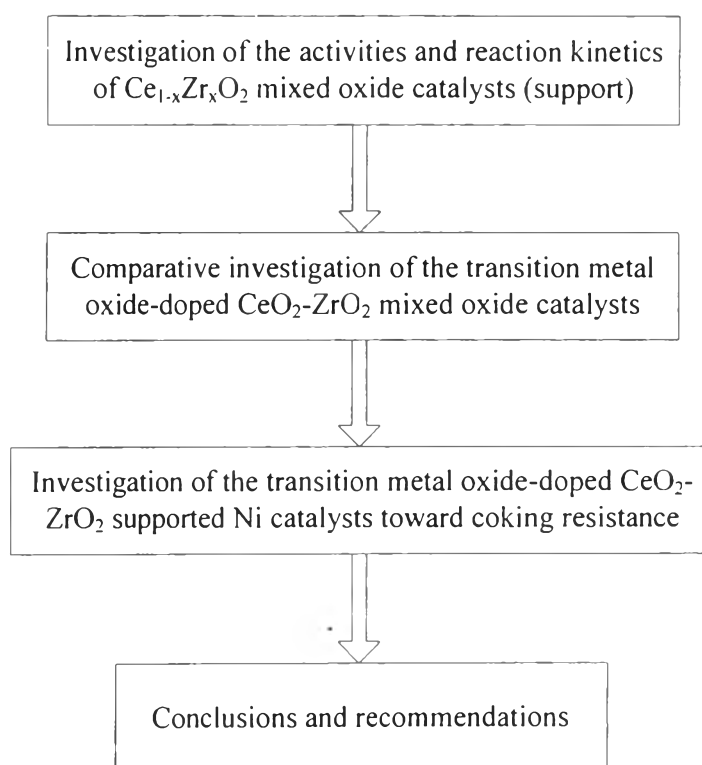 Investigation of the activities and reaction kinetics
of Ce₁₋ₓZrₓO₂ mixed oxide catalysts (support)
Comparative investigation of the transition metal
oxide-doped CeO₂-ZrO₂ mixed oxide catalysts
Investigation of the transition metal oxide-doped CeO₂-
ZrO₂ supported Ni catalysts toward coking resistance
Conclusions and recommendations